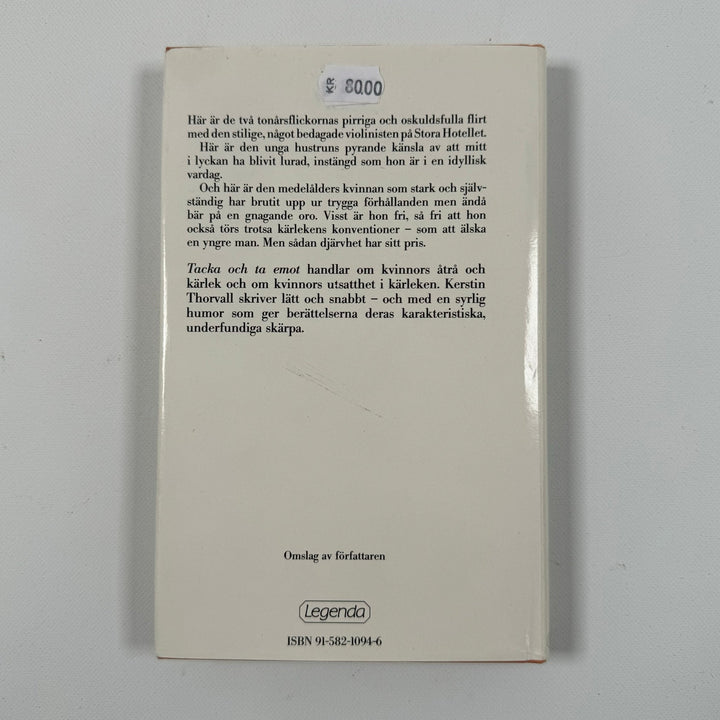 KR 80.00
Här är de två tonårsflickornas pirriga och oskuldsfulla flirt
med den stilige, något bedagade violinisten på Stora Hotellet.
Här är den unga hustruns pyrande känsla av att mitt
i lyckan ha blivit lurad, instängd som hon är i en idyllisk
vardag.
Och här är den medelålders kvinnan som stark och själv-
ständig har brutit upp ur trygga förhållanden men ändå
bär på en gnagande oro. Visst är hon fri, så fri att hon
också törs trotsa kärlekens konventioner – som att älska
en yngre man. Men sådan djärvhet har sitt pris.
Tacka och ta emot handlar om kvinnors åtrå och
kärlek och om kvinnors utsatthet i kärleken. Kerstin
Thorvall skriver lätt och snabbt – och med en syrlig
humor som ger berättelserna deras karakteristiska,
underfundiga skärpa.
Omslag av författaren
Legenda
ISBN 91-582-1094-6